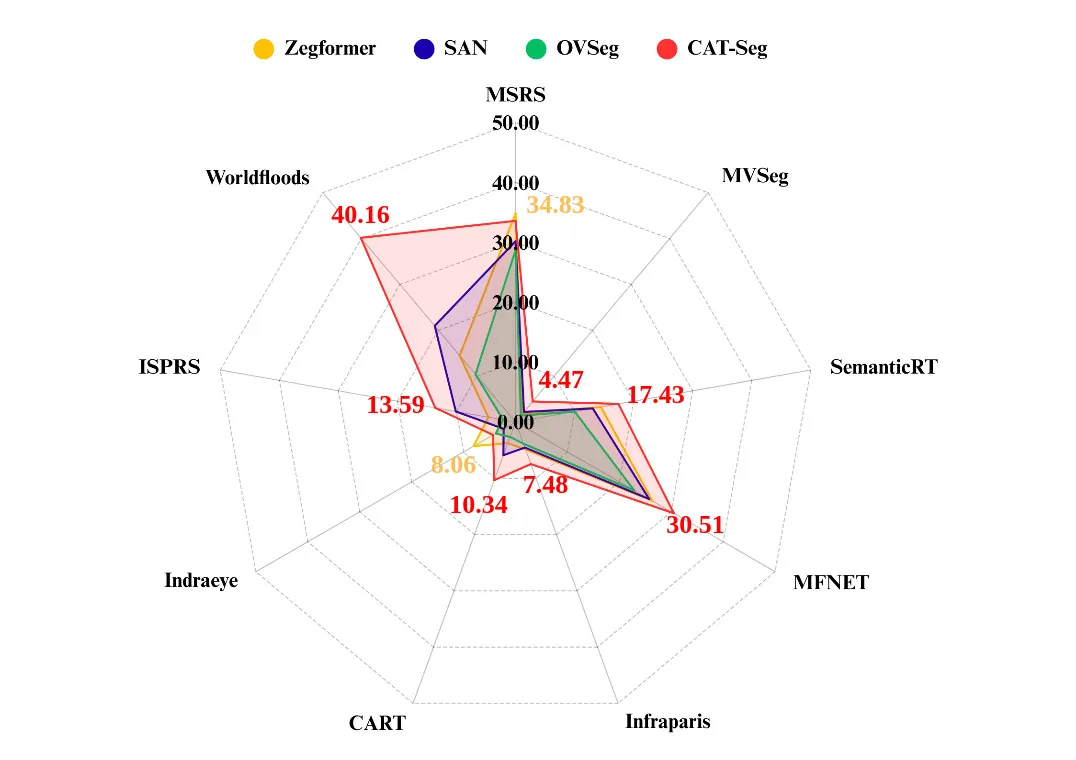 Zegformer SAN OVSeg CAT-Seg
MSRS
50.00
Worldfloods
MVSeg
40.00
34.83
40.16
30.00
20.00
10.00
ISPRS
SemanticRT
4.47
17.43
13.59
0.00
8.06
7.48
10.34
30.51
Indraeye
MFNET
CART
Infraparis